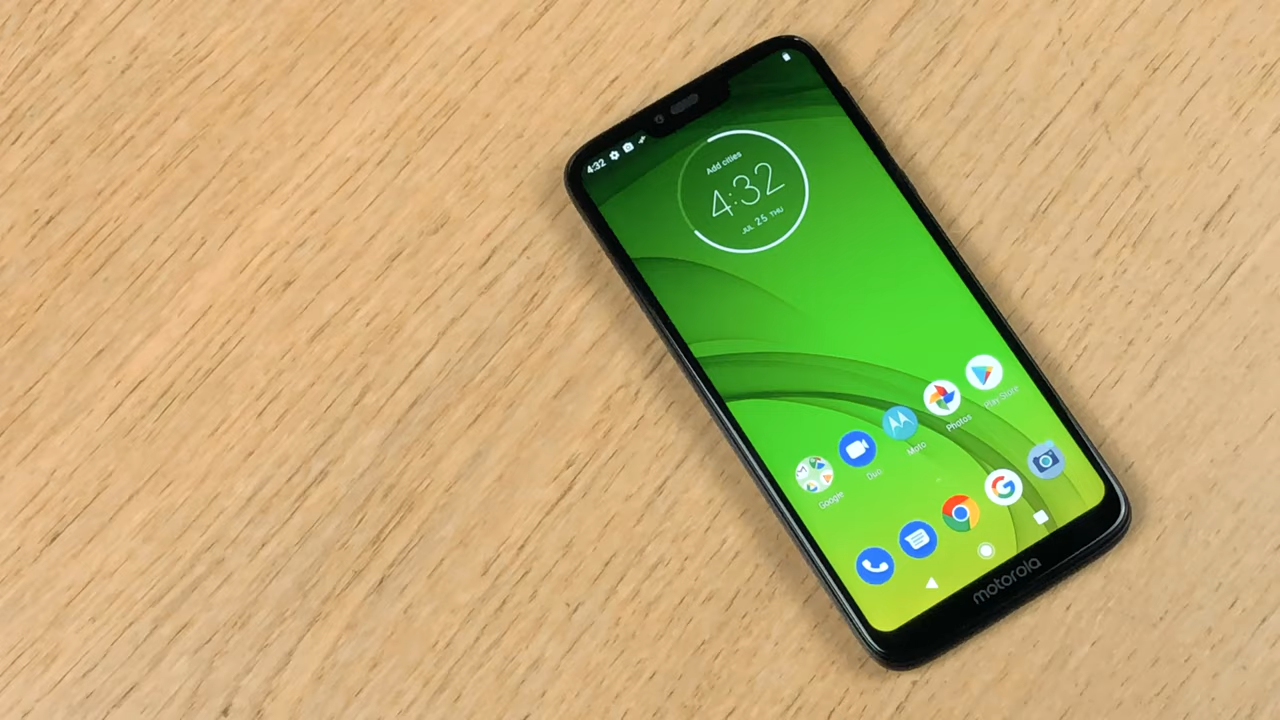 4:32
Add cities
4:32
JUL 25 THU
Play Store
Photos
Moto
Duo
Google
motorola